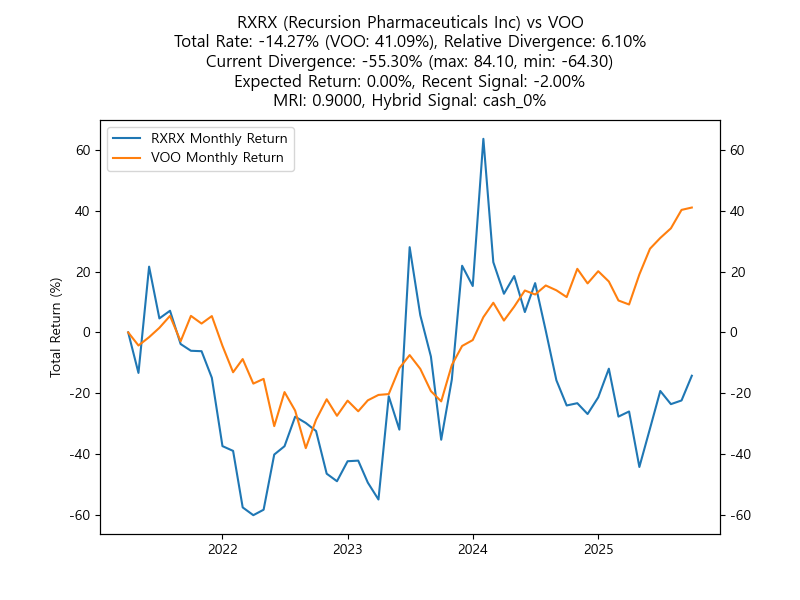 RXRX (Recursion Pharmaceuticals Inc) vs VOO
Total Rate: -14.27% (VOO: 41.09%), Relative Divergence: 6.10%
Current Divergence: -55.30% (max: 84.10, min: -64.30)
Expected Return: 0.00%, Recent Signal: -2.00%
MRI: 0.9000, Hybrid Signal: cash_0%
RXRX Monthly Return
VOO Monthly Return
Total Return (%)
60
40
20
0
-20
-40
-60
60
40
20
0
-20
-40
-60
2022
2023
2024
2025